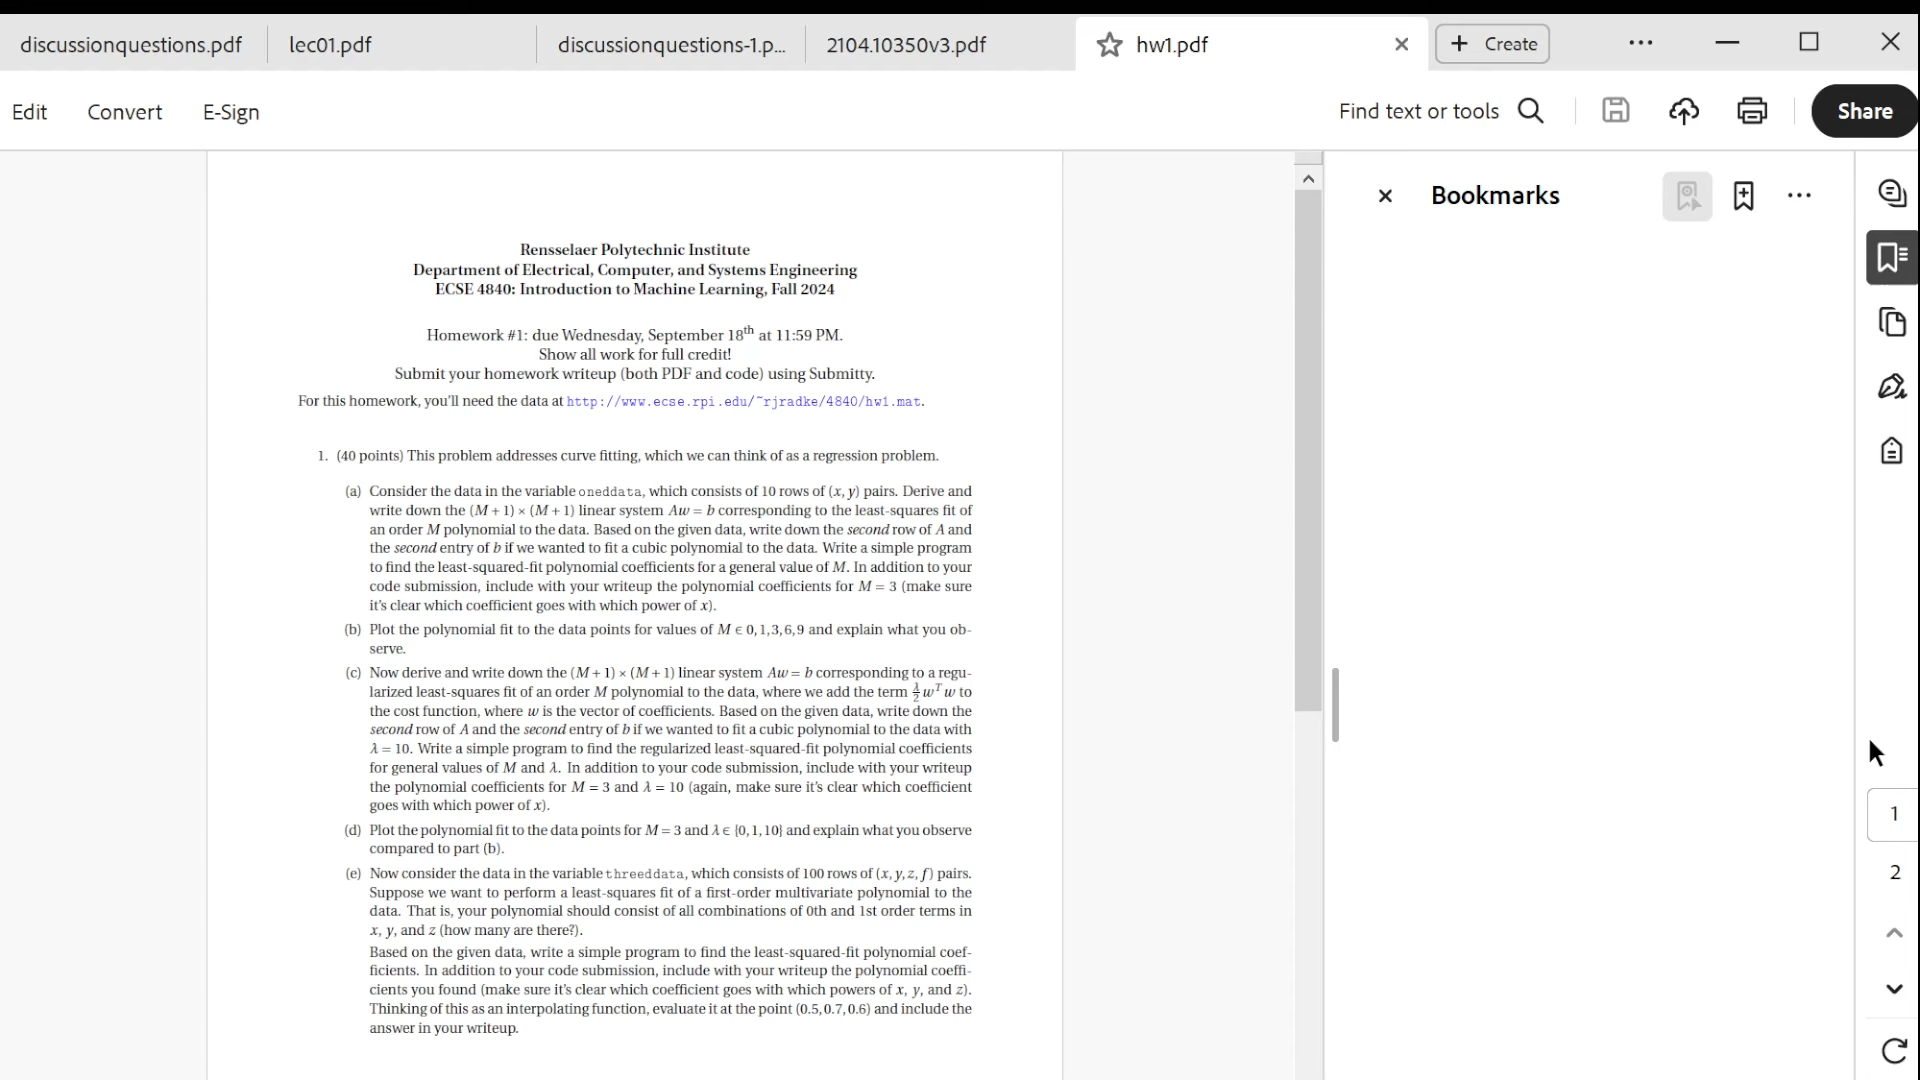 discussionquestions.pdf
lec01.pdf
discussionquestions-1.p...
2104.10350v3.pdf
hw1.pdf
Create
Edit
Convert
E-Sign
Find text or tools
Share
Rensselaer Polytechnic Institute
Department of Electrical, Computer, and Systems Engineering
ECSE 4840: Introduction to Machine Learning, Fall 2024
Homework #1: due Wednesday, September 18th at 11:59 PM.
Show all work for full credit!
Submit your homework writeup (both PDF and code) using Submitty.
For this homework, you'll need the data at http://www.ecse.rpi.edu/~rjradke/4840/hw1.mat.
1. (40 points) This problem addresses curve fitting, which we can think of as a regression problem.
(a) Consider the data in the variable oneddata, which consists of 10 rows of (x, y) pairs. Derive and
write down the (M + 1) × (M + 1) linear system Aw = b corresponding to the least-squares fit of
an order M polynomial to the data. Based on the given data, write down the second row of A and
the second entry of b if we wanted to fit a cubic polynomial to the data. Write a simple program
to find the least-squared-fit polynomial coefficients for a general value of M. In addition to your
code submission, include with your writeup the polynomial coefficients for M = 3 (make sure
it's clear which coefficient goes with which power of x).
(b) Plot the polynomial fit to the data points for values of M ∈ 0, 1, 3, 6, 9 and explain what you ob-
serve.
(c) Now derive and write down the (M + 1) × (M + 1) linear system Aw = b corresponding to a regu-
larized least-squares fit of an order M polynomial to the data, where we add the term λ/2 wᵀw to
the cost function, where w is the vector of coefficients. Based on the given data, write down the
second row of A and the second entry of b if we wanted to fit a cubic polynomial to the data with
λ = 10. Write a simple program to find the regularized least-squared-fit polynomial coefficients
for general values of M and λ. In addition to your code submission, include with your writeup
the polynomial coefficients for M = 3 and λ = 10 (again, make sure it's clear which coefficient
goes with which power of x).
(d) Plot the polynomial fit to the data points for M = 3 and λ ∈ {0, 1, 10} and explain what you observe
compared to part (b).
(e) Now consider the data in the variable threeddata, which consists of 100 rows of (x, y, z, f) pairs.
Suppose we want to perform a least-squares fit of a first-order multivariate polynomial to the
data. That is, your polynomial should consist of all combinations of 0th and 1st order terms in
x, y, and z (how many are there?).
Based on the given data, write a simple program to find the least-squared-fit polynomial coef-
ficients. In addition to your code submission, include with your writeup the polynomial coeffi-
cients you found (make sure it's clear which coefficient goes with which powers of x, y, and z).
Thinking of this as an interpolating function, evaluate it at the point (0.5, 0.7, 0.6) and include the
answer in your writeup.
Bookmarks
1
2